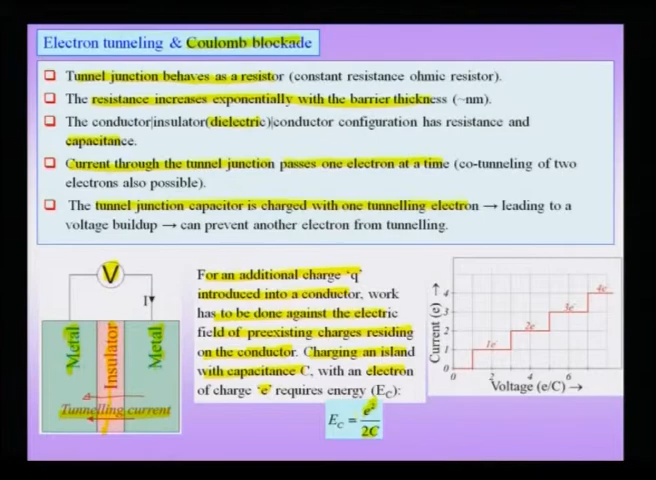 Electron tunneling & Coulomb blockade
Tunnel junction behaves as a resistor (constant resistance ohmic resistor).
The resistance increases exponentially with the barrier thickness (~nm).
The conductor|insulator(dielectric)|conductor configuration has resistance and
capacitance.
Current through the tunnel junction passes one electron at a time (co-tunneling of two
electrons also possible).
The tunnel junction capacitor is charged with one tunnelling electron → leading to a
voltage buildup → can prevent another electron from tunnelling.
V
I
Metal
Insulator
Metal
Tunnelling current
For an additional charge ‘q’
introduced into a conductor, work
has to be done against the electric
field of preexisting charges residing
on the conductor. Charging an island
with capacitance C, with an electron
of charge ‘e’ requires energy (E_C):
E_C = e²/2C
Current (e) →
4
3
2
1
0
1e
2e
3e
4e
0 2 4 6
Voltage (e/C) →